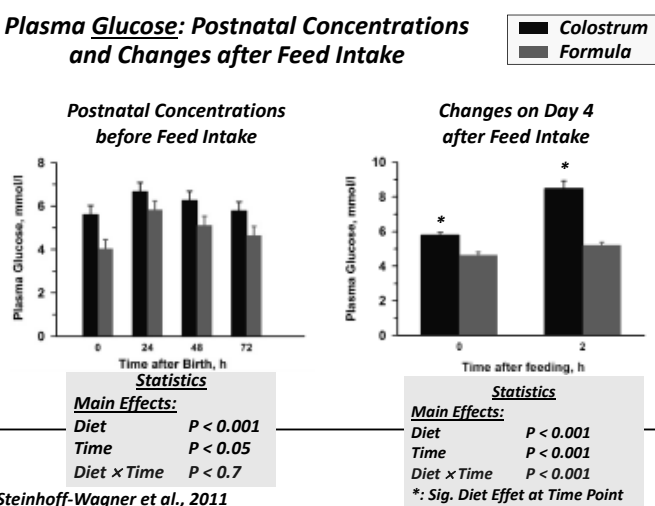 Plasma Glucose: Postnatal Concentrations
and Changes after Feed Intake
Colostrum
Formula
Postnatal Concentrations
before Feed Intake
8
6
4
2
0
Plasma Glucose, mmol/l
0 24 48 72
Time after Birth, h
Statistics
Main Effects:
Diet P < 0.001
Time P < 0.05
Diet × Time P < 0.7
Changes on Day 4
after Feed Intake
10
8
6
4
2
0
Plasma Glucose, mmol/l
* *
0 2
Time after feeding, h
Statistics
Main Effects:
Diet P < 0.001
Time P < 0.001
Diet × Time P < 0.001
*: Sig. Diet Effet at Time Point
Steinhoff-Wagner et al., 2011